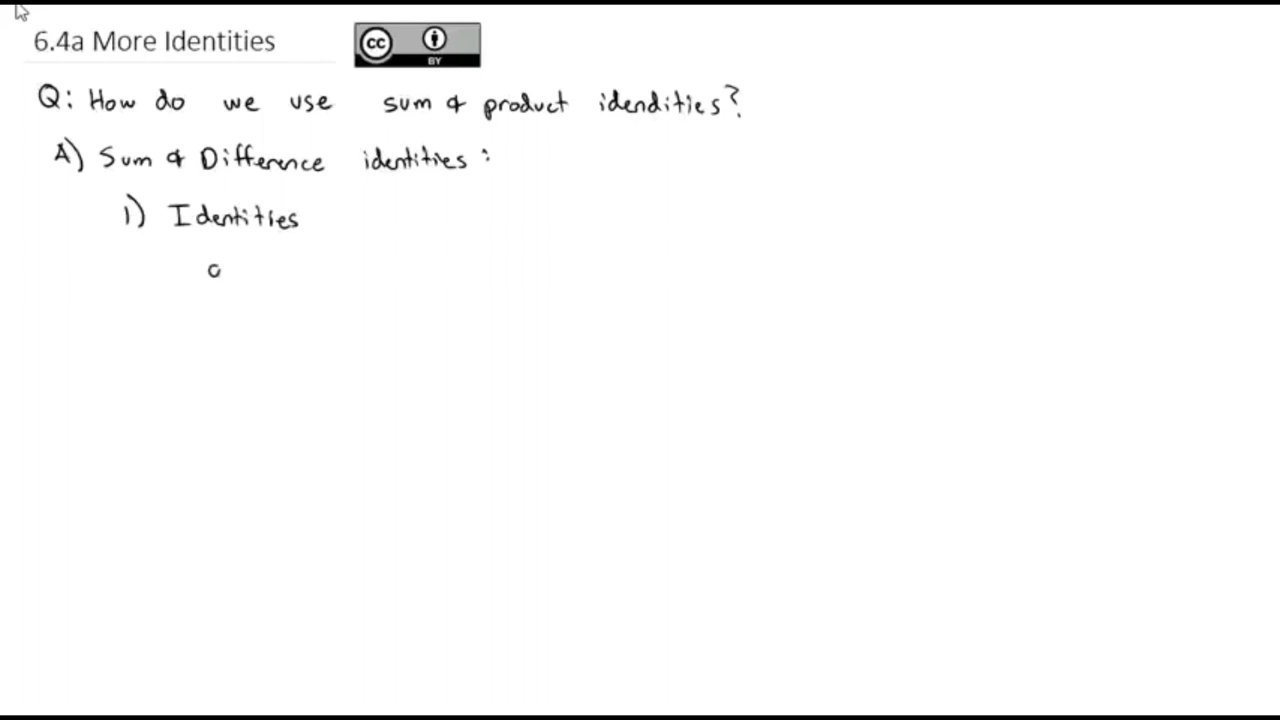 6.4a More Identities
cc BY
Q: How do we use sum & product idendities?
A) Sum & Difference identities:
1) Identities
a